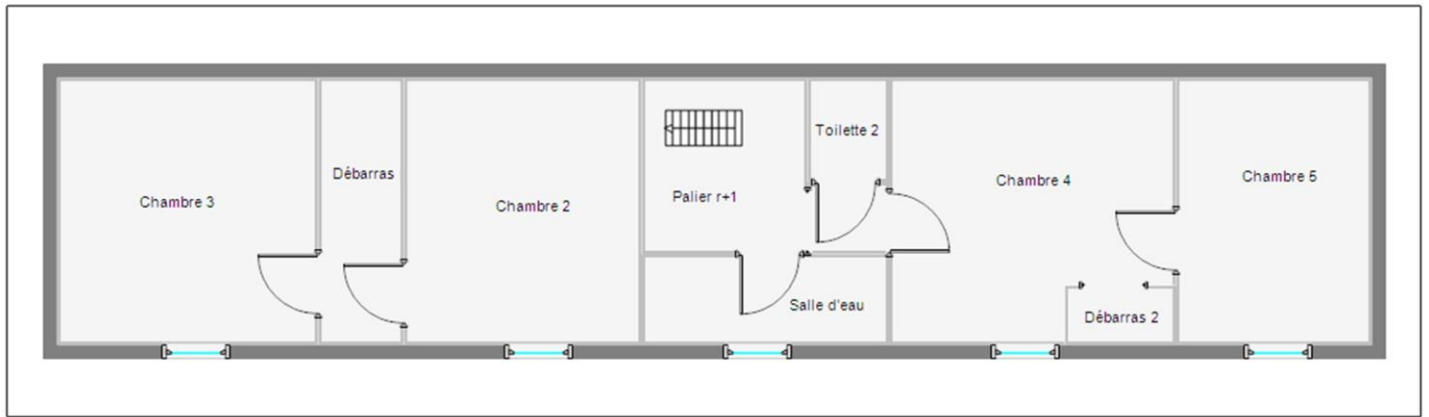 Chambre 3
Débarras
Chambre 2
Palier r+1
Toilette 2
Salle d'eau
Chambre 4
Débarras 2
Chambre 5